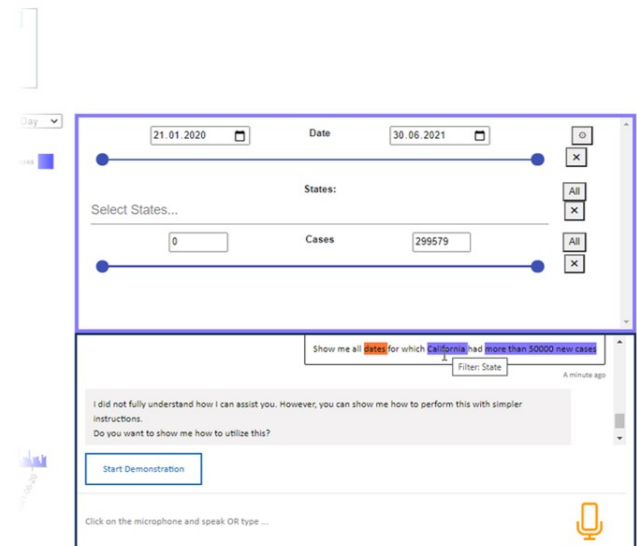 Day
21.01.2020 Date 30.06.2021
States:
All
Select States...
0 Cases 299579 All
Show me all dates for which California had more than 50000 new cases
Filter: State
A minute ago
I did not fully understand how I can assist you. However, you can show me how to perform this with simpler
instructions.
Do you want to show me how to utilize this?
Start Demonstration
Click on the microphone and speak OR type ...